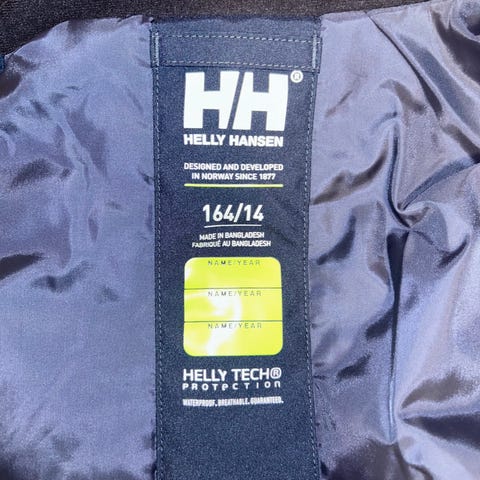 H/H®
HELLY HANSEN
DESIGNED AND DEVELOPED
IN NORWAY SINCE 1877
164/14
MADE IN BANGLADESH
FABRIQUÉ AU BANGLADESH
NAME/YEAR
NAME/YEAR
NAME/YEAR
HELLY TECH®
PROTECTION
WATERPROOF. BREATHABLE. GUARANTEED.